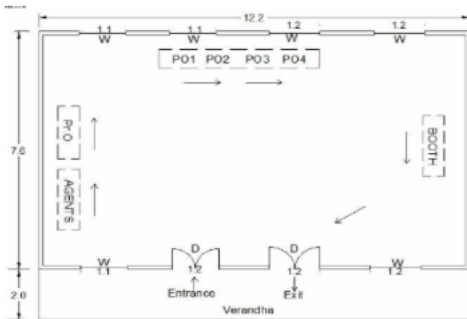 12.2
1.1 1.1 1.2 1.2
W W W W
PO1 PO2 PO3 PO4
7.6
PrO
BOOTH
AGENTS
W D D W
1.1 1.2 1.2 1.2
Entrance Exit
2.0
Verandha